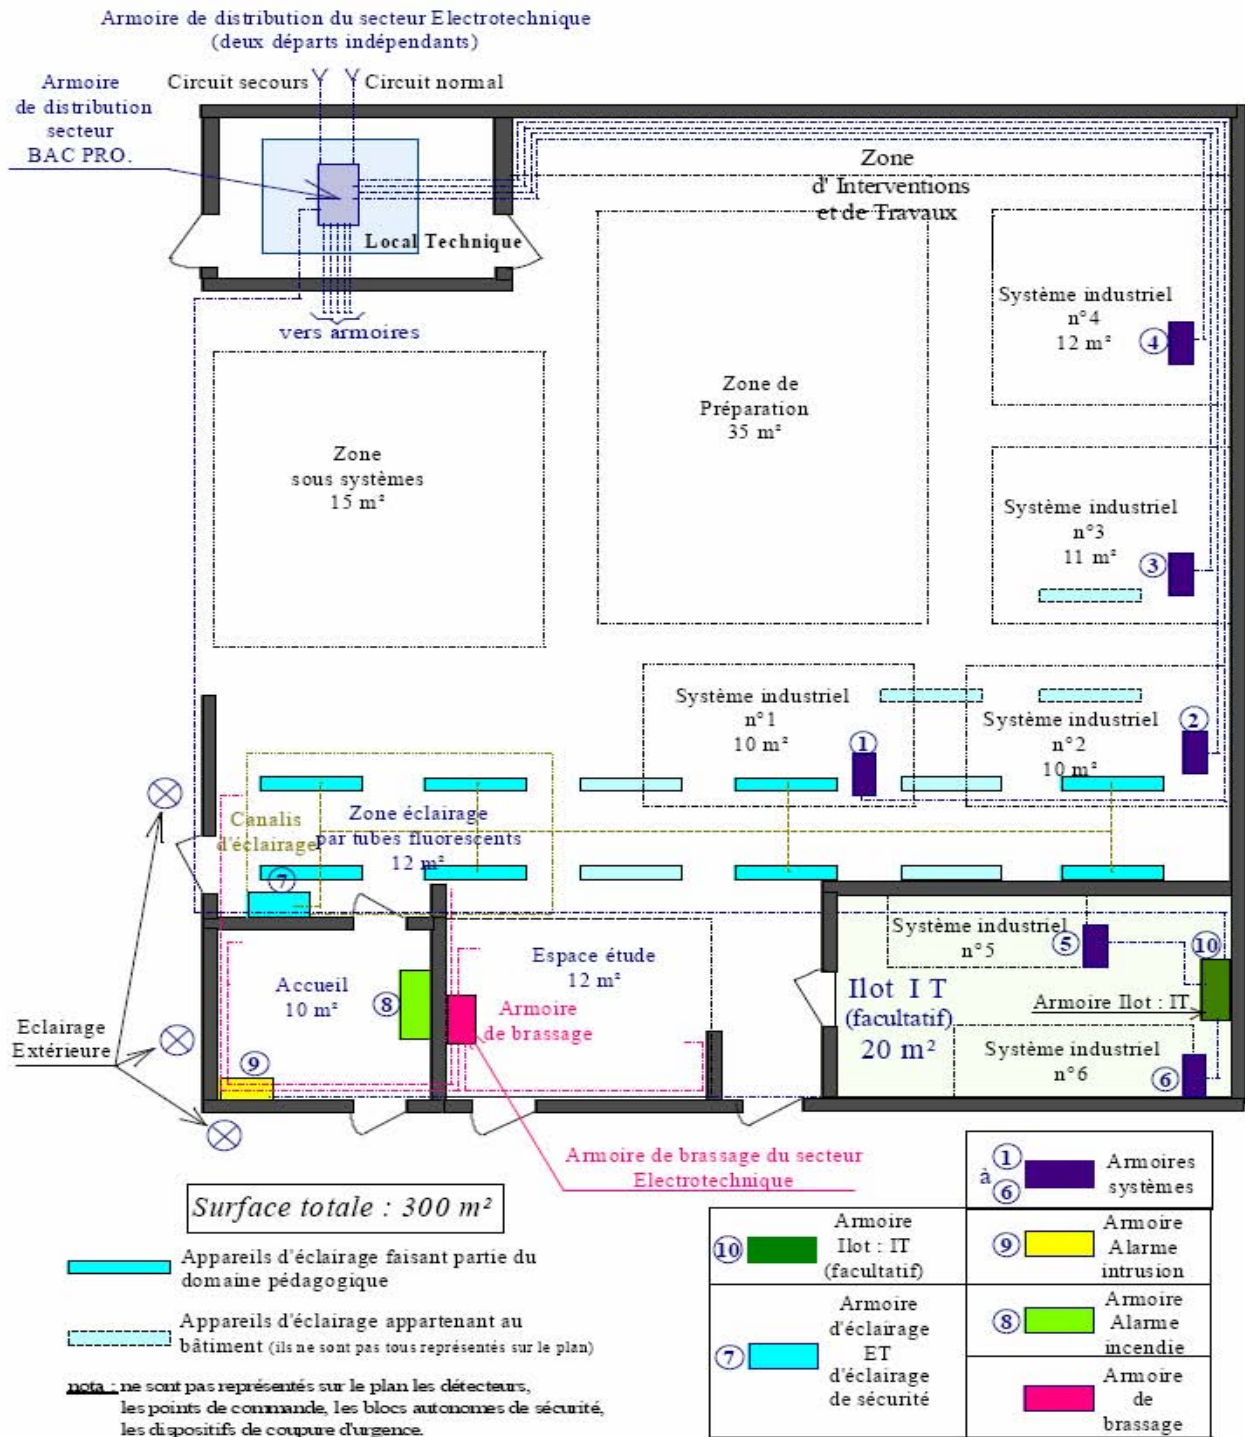 Armoire de distribution du secteur Electrotechnique
(deux départs indépendants)
Armoire
de distribution
secteur
BAC PRO.
Circuit secours
Circuit normal
Zone
d' Interventions
et de Travaux
Local Technique
vers armoires
Système industriel
n°4
12 m²
4
Zone de
Préparation
35 m²
Zone
sous systèmes
15 m²
Système industriel
n°3
11 m²
3
Système industriel
n°1
10 m²
1
Système industriel
n°2
10 m²
2
Canalis
d'éclairage
Zone éclairage
par tubes fluorescents
12 m²
7
Accueil
10 m²
8
9
Espace étude
12 m²
Armoire
de brassage
Système industriel
n°5
5
10
Ilot I T
(facultatif)
20 m²
Armoire Ilot : IT
Système industriel
n°6
6
Eclairage
Extérieure
Armoire de brassage du secteur
Electrotechnique
Surface totale : 300 m²
Appareils d'éclairage faisant partie du
domaine pédagogique
Appareils d'éclairage appartenant au
bâtiment (ils ne sont pas tous représentés sur le plan)
nota : ne sont pas représentés sur le plan les détecteurs,
les points de commande, les blocs autonomes de sécurité,
les dispositifs de coupure d'urgence.
1
à
6
Armoires
systèmes
10
Armoire
Ilot : IT
(facultatif)
9
Armoire
Alarme
intrusion
7
Armoire
d'éclairage
ET
d'éclairage
de sécurité
8
Armoire
Alarme
incendie
Armoire
de
brassage